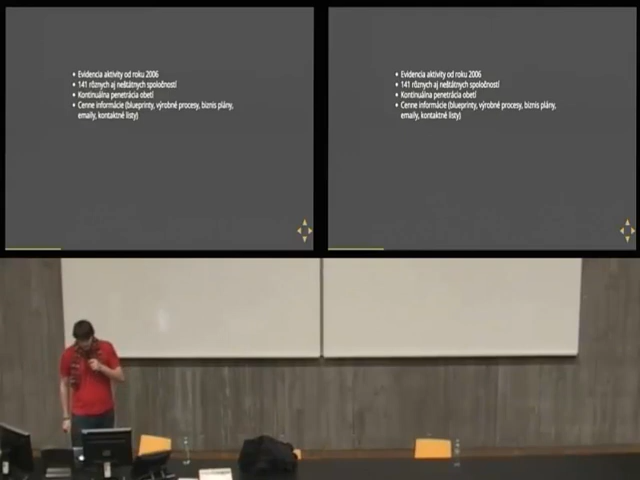 • Evidencia aktivity od roku 2006
• 141 rôznych aj neštátnych spoločností
• Kontinuálna penetrácia obetí
• Cenne informácie (blueprinty, výrobné procesy, biznis plány,
emaily, kontaktné listy)
• Evidencia aktivity od roku 2006
• 141 rôznych aj neštátnych spoločností
• Kontinuálna penetrácia obetí
• Cenne informácie (blueprinty, výrobné procesy, biznis plány,
emaily, kontaktné listy)